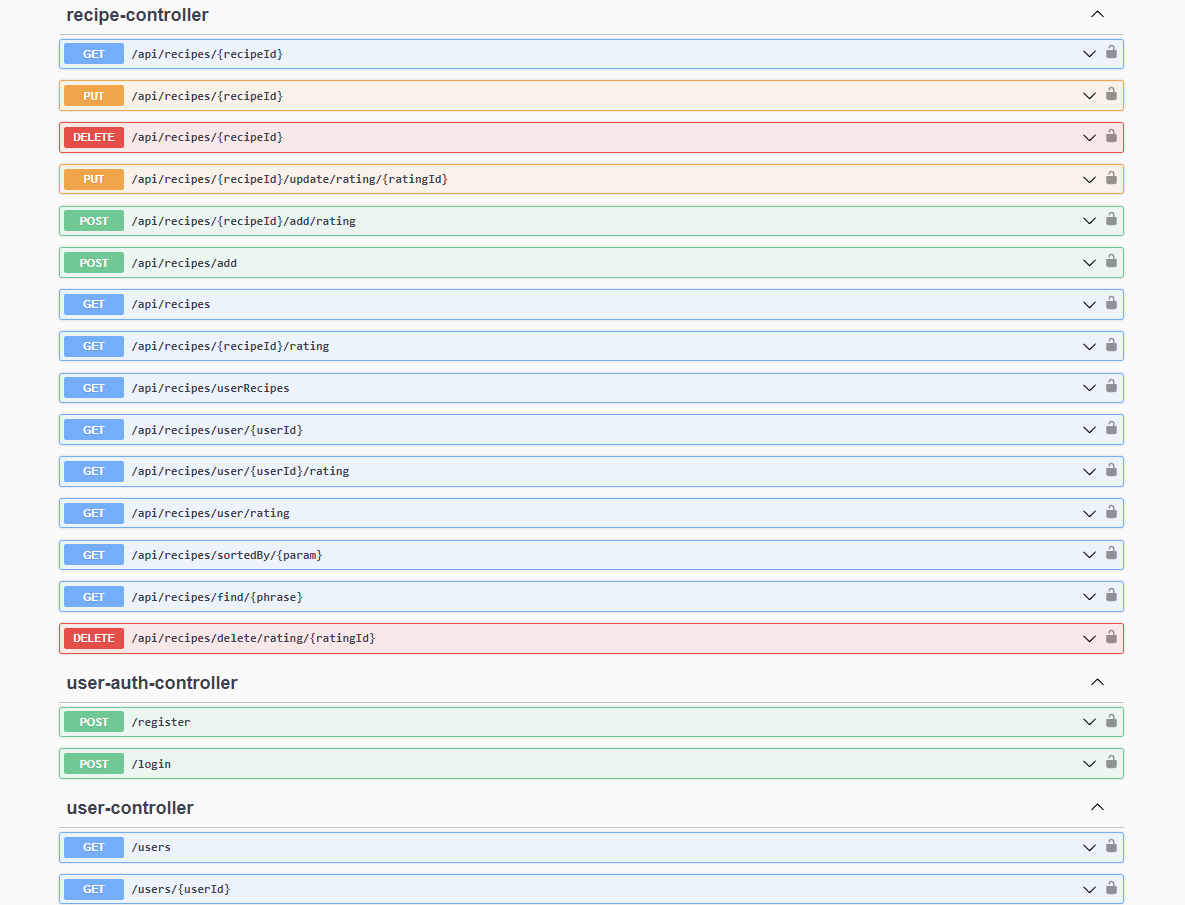 recipe-controller
GET /api/recipes/{recipeId}
PUT /api/recipes/{recipeId}
DELETE /api/recipes/{recipeId}
PUT /api/recipes/{recipeId}/update/rating/{ratingId}
POST /api/recipes/{recipeId}/add/rating
POST /api/recipes/add
GET /api/recipes
GET /api/recipes/{recipeId}/rating
GET /api/recipes/userRecipes
GET /api/recipes/user/{userId}
GET /api/recipes/user/{userId}/rating
GET /api/recipes/user/rating
GET /api/recipes/sortedBy/{param}
GET /api/recipes/find/{phrase}
DELETE /api/recipes/delete/rating/{ratingId}
user-auth-controller
POST /register
POST /login
user-controller
GET /users
GET /users/{userId}